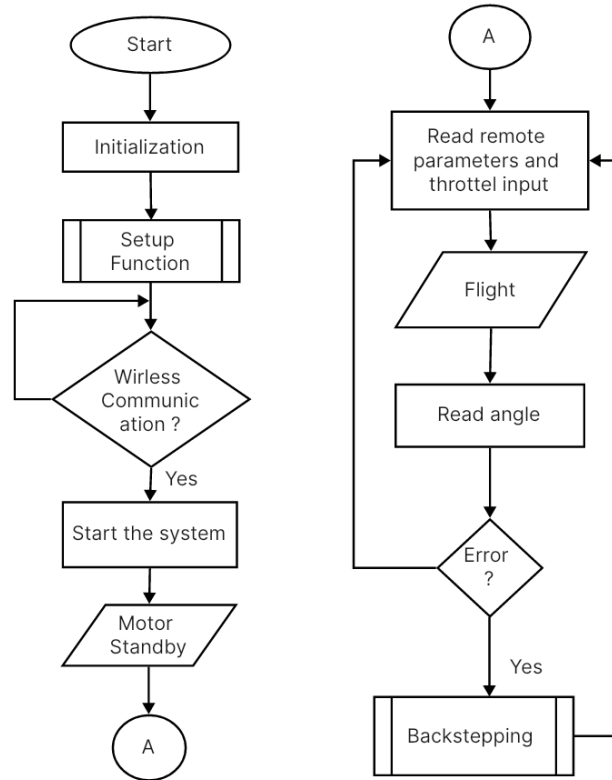 Start
Initialization
Setup
Function
Wirless
Communic
ation ?
Yes
Start the system
Motor
Standby
A
A
Read remote
parameters and
throttel input
Flight
Read angle
Error
?
Yes
Backstepping